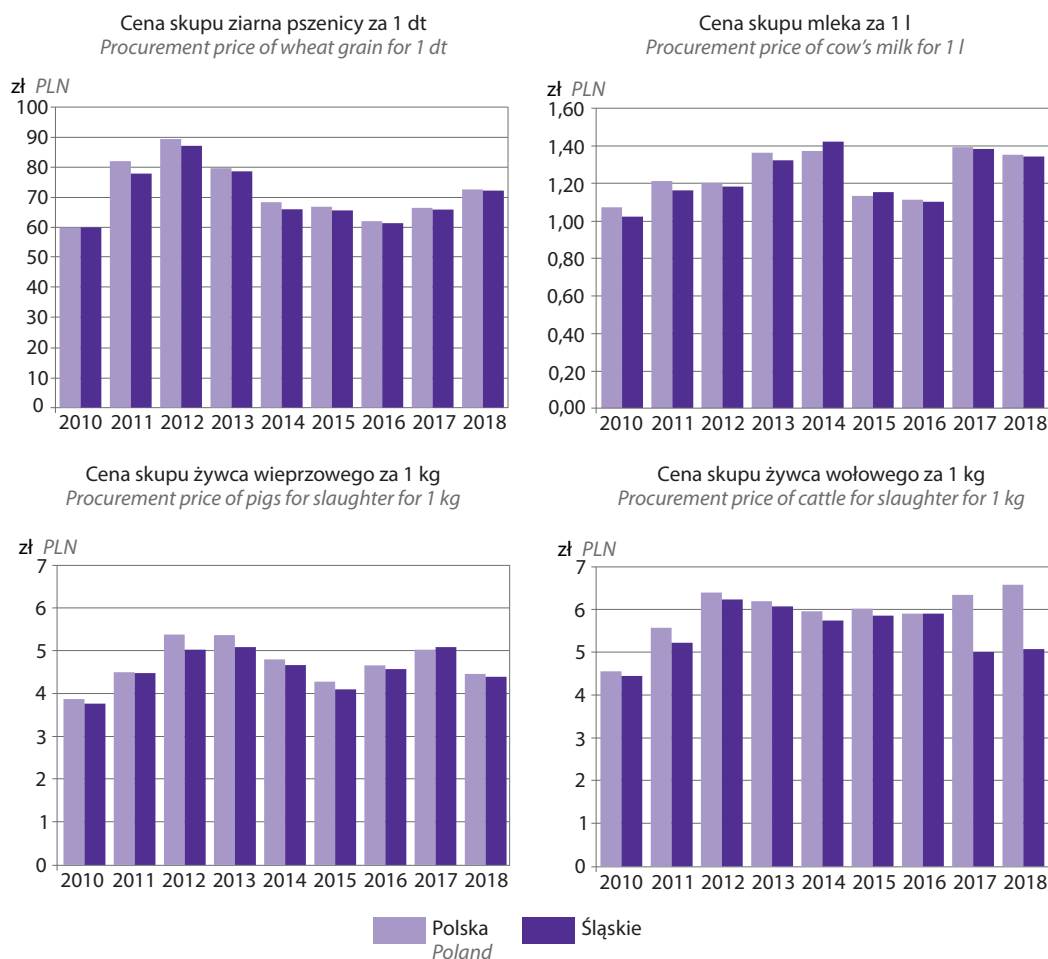 Cena skupu ziarna pszenicy za 1 dt
Procurement price of wheat grain for 1 dt
zł PLN
100
90
80
70
60
50
40
30
20
10
0
2010 2011 2012 2013 2014 2015 2016 2017 2018
Cena skupu mleka za 1 l
Procurement price of cow's milk for 1 l
zł PLN
1,60
1,40
1,20
1,00
0,80
0,60
0,40
0,20
0,00
2010 2011 2012 2013 2014 2015 2016 2017 2018
Cena skupu żywca wieprzowego za 1 kg
Procurement price of pigs for slaughter for 1 kg
zł PLN
7
6
5
4
3
2
1
0
2010 2011 2012 2013 2014 2015 2016 2017 2018
Cena skupu żywca wołowego za 1 kg
Procurement price of cattle for slaughter for 1 kg
zł PLN
7
6
5
4
3
2
1
0
2010 2011 2012 2013 2014 2015 2016 2017 2018
Polska
Poland
Śląskie